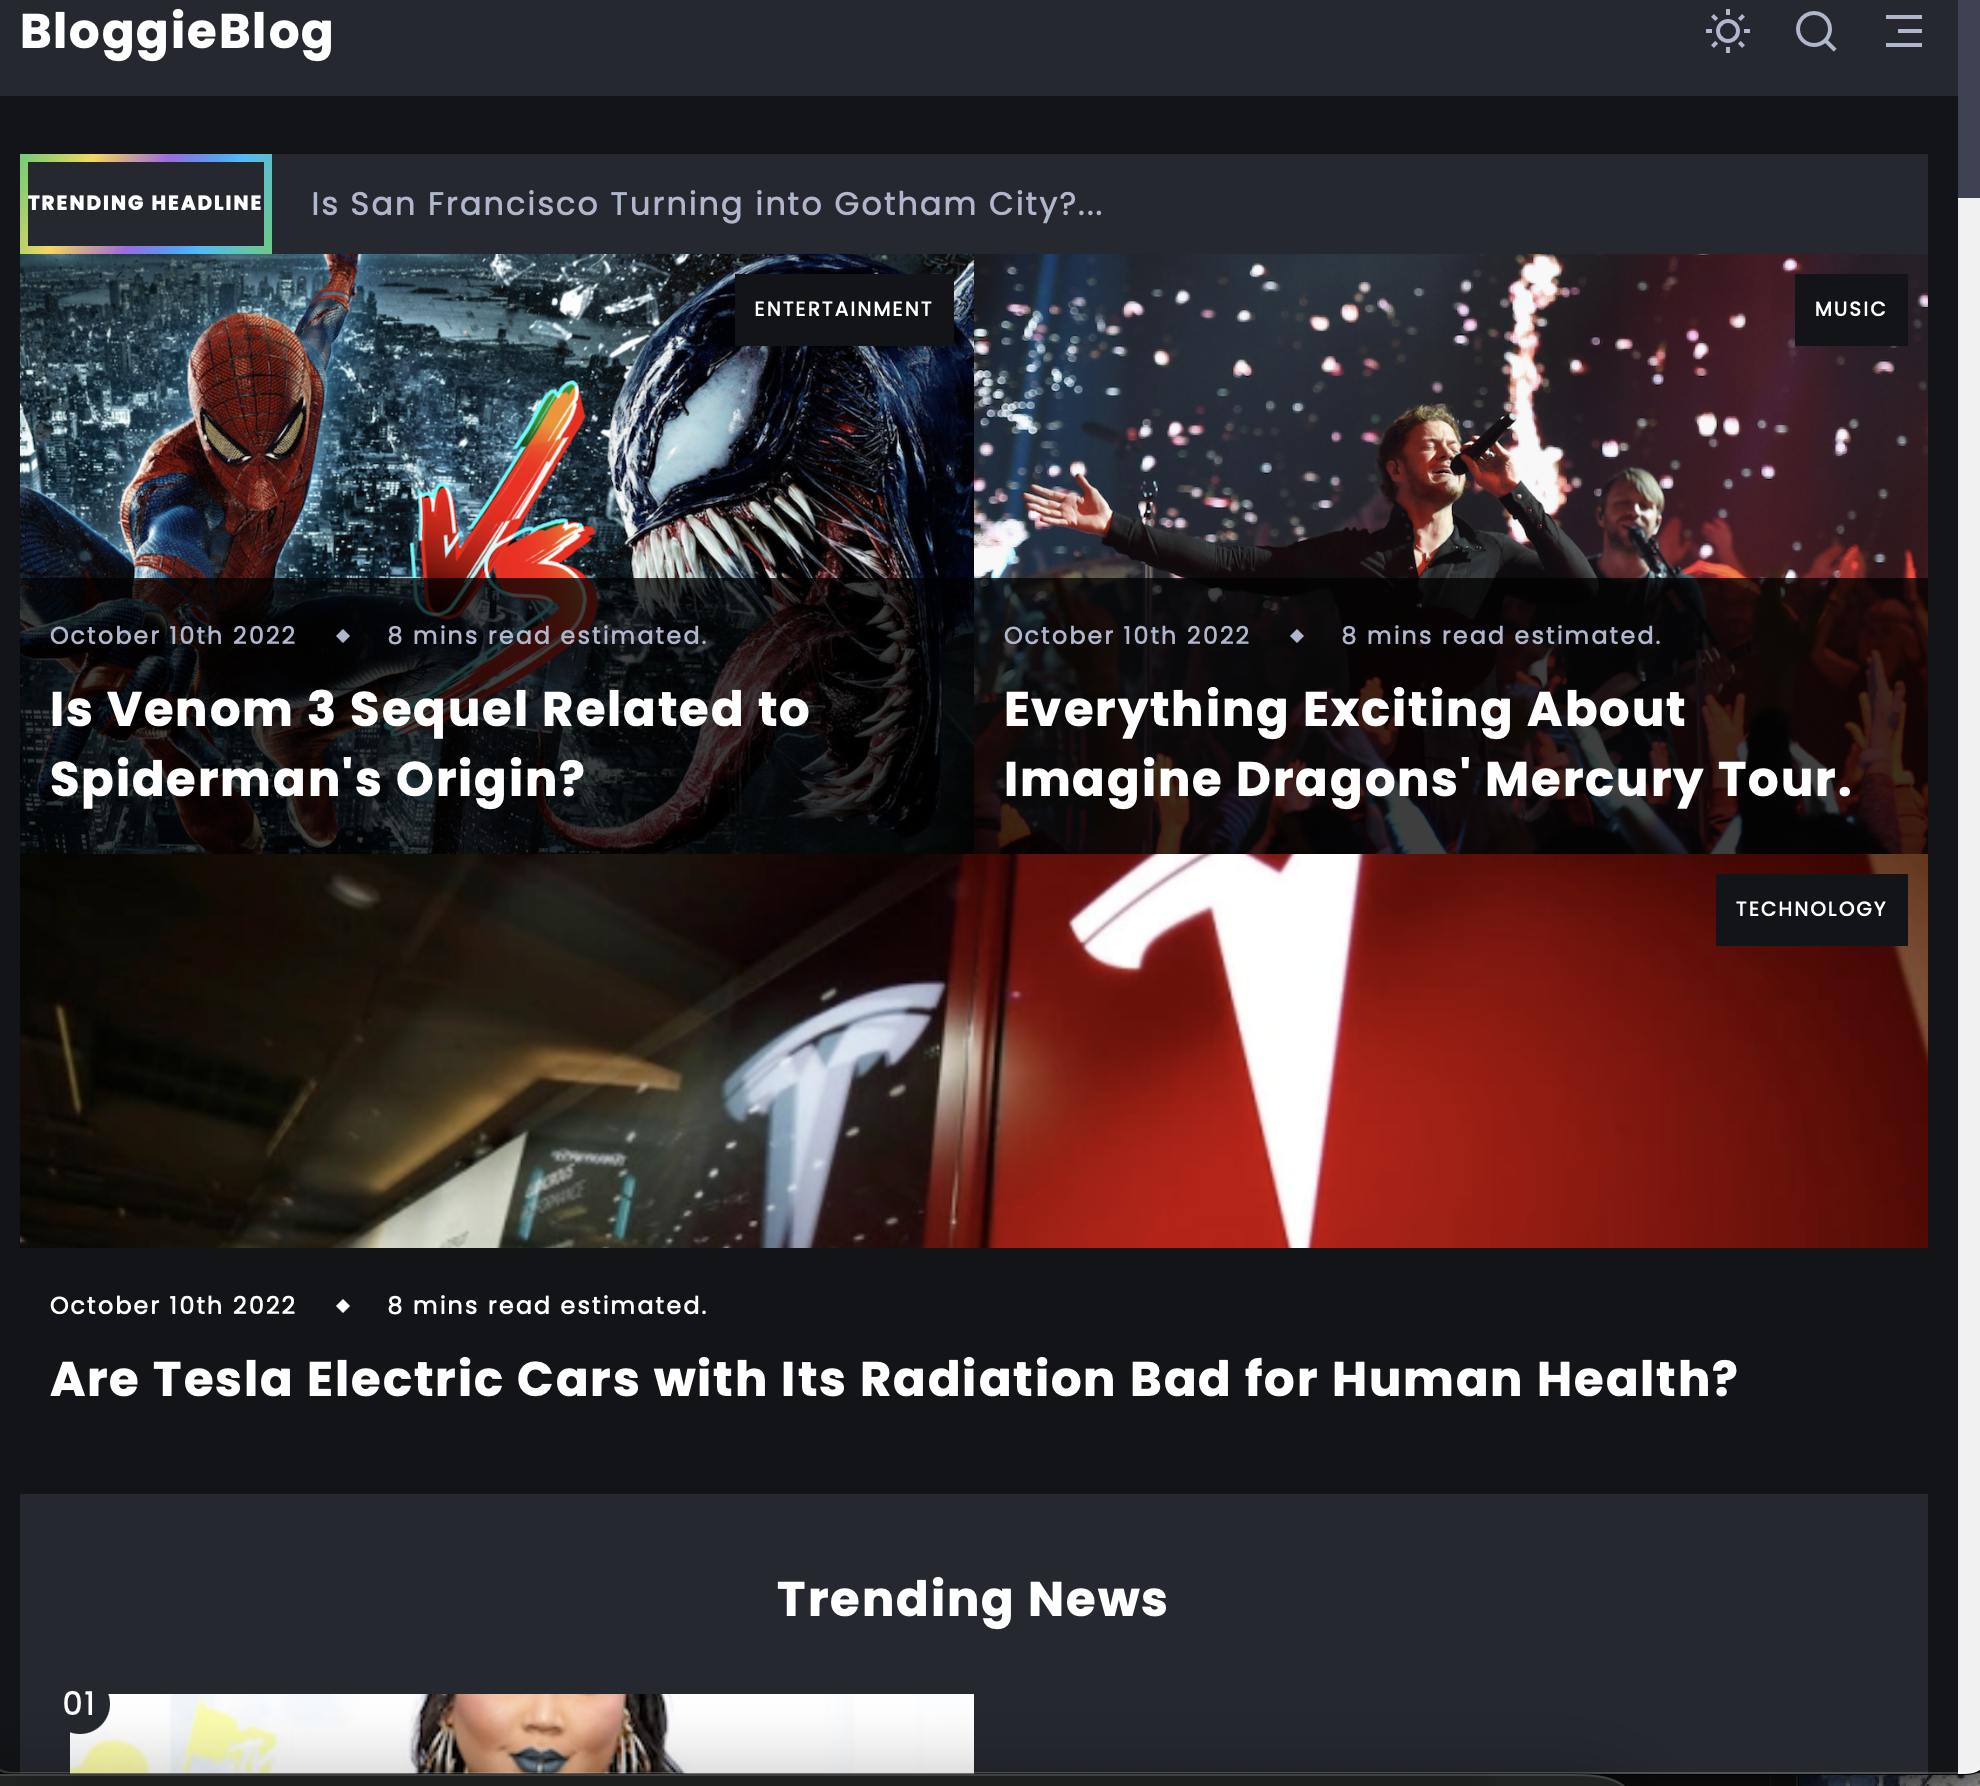 BloggieBlog
TRENDING HEADLINE
Is San Francisco Turning into Gotham City?...
ENTERTAINMENT
VS
October 10th 2022 ◆ 8 mins read estimated.
Is Venom 3 Sequel Related to
Spiderman's Origin?
MUSIC
October 10th 2022 ◆ 8 mins read estimated.
Everything Exciting About
Imagine Dragons' Mercury Tour.
TECHNOLOGY
October 10th 2022 ◆ 8 mins read estimated.
Are Tesla Electric Cars with Its Radiation Bad for Human Health?
Trending News
01